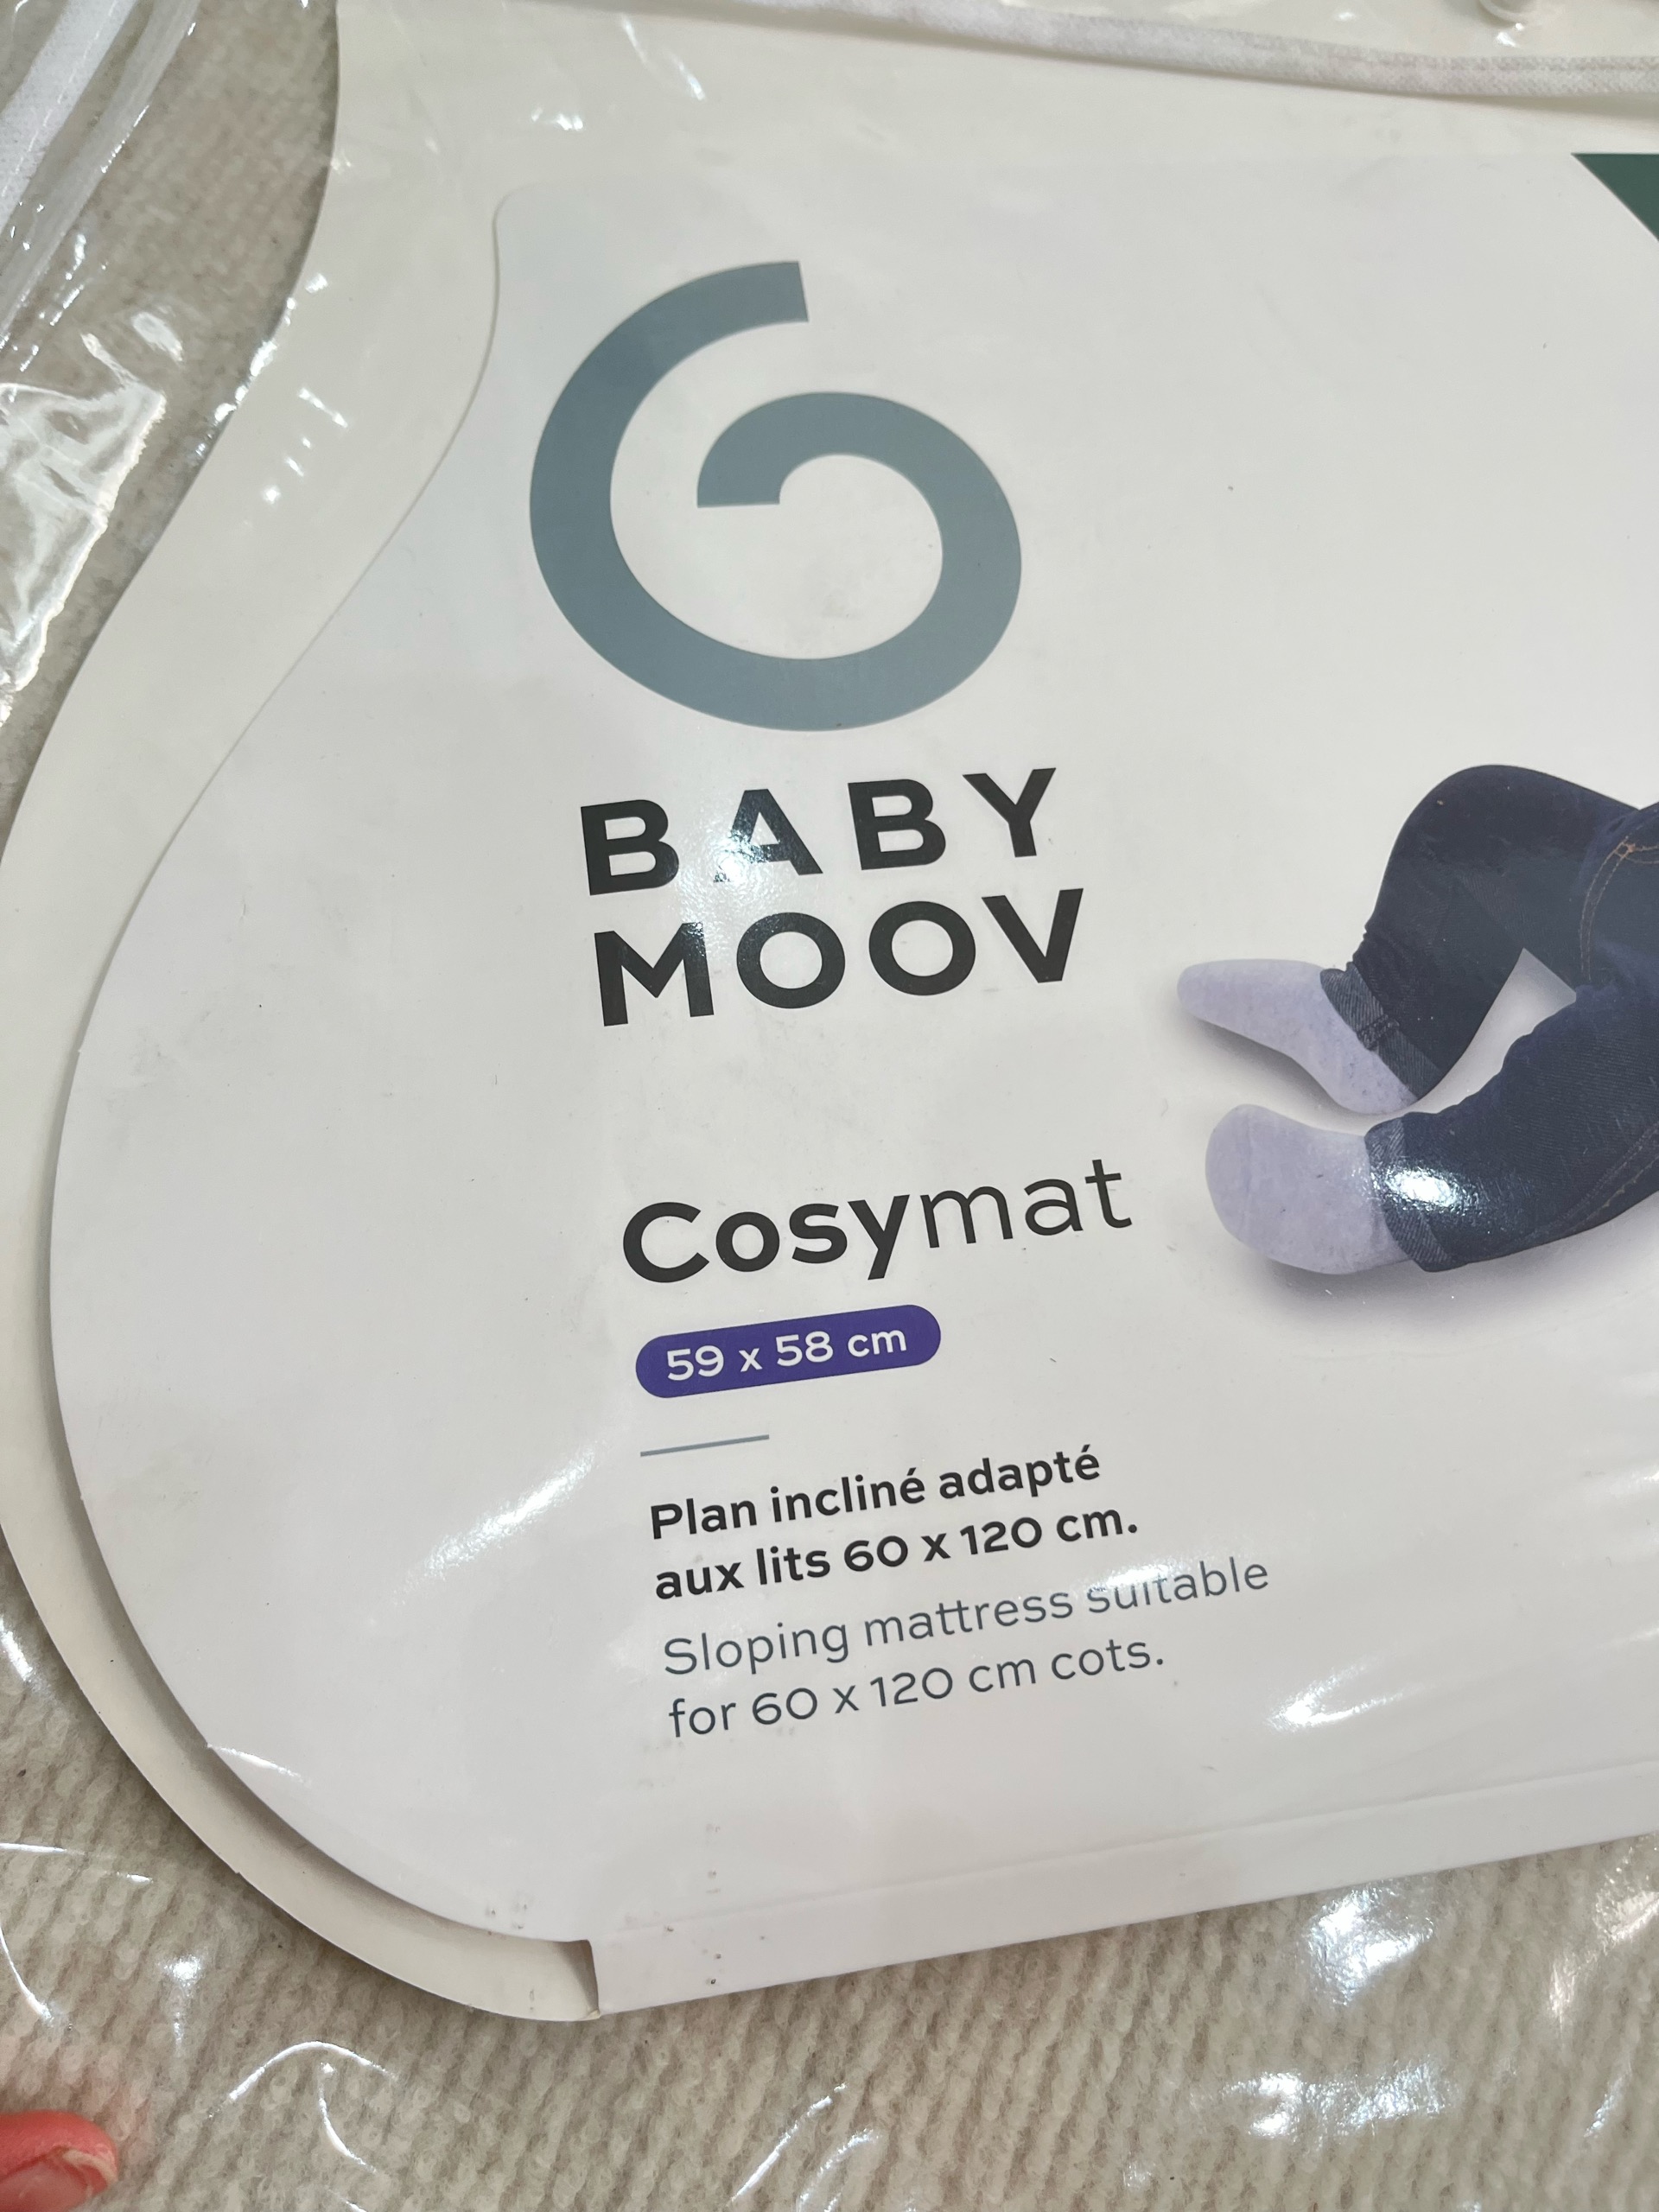 BABY
MOOV
Cosymat
59 x 58 cm
Plan incliné adapté
aux lits 60 x 120 cm.
Sloping mattress suitable
for 60 x 120 cm cots.